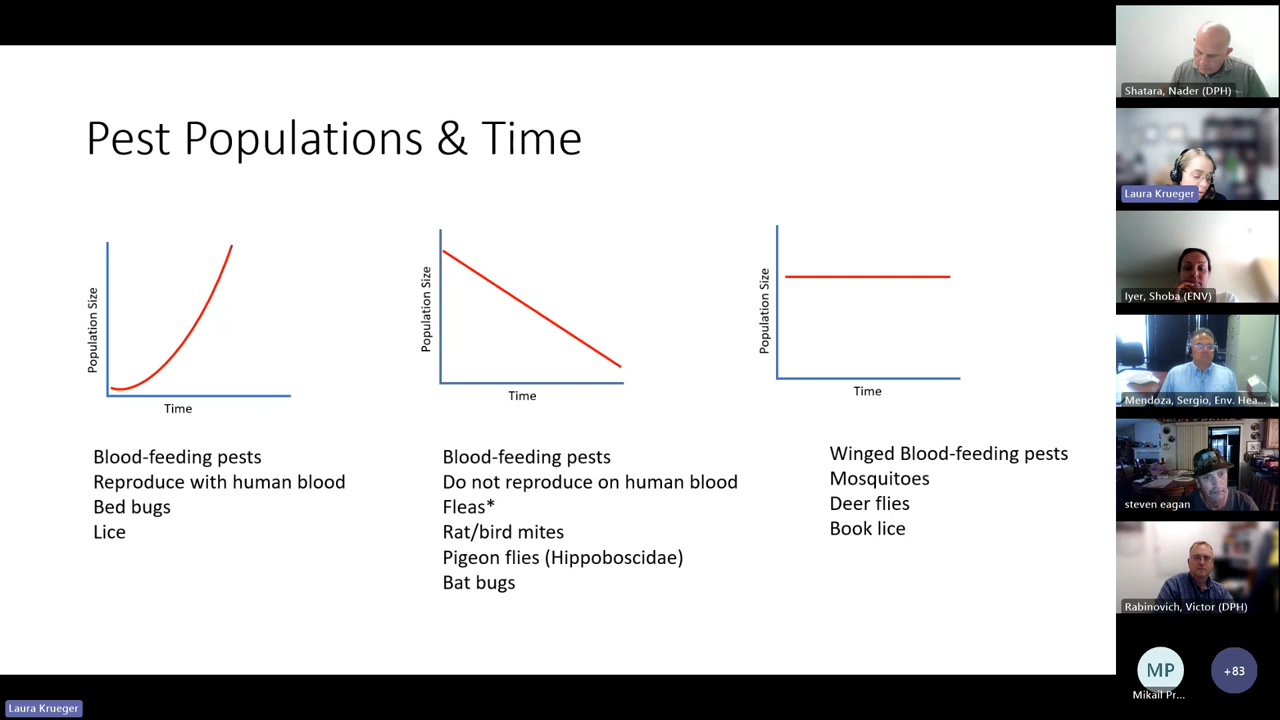 Pest Populations & Time
Population Size
Time
Population Size
Time
Population Size
Time
Blood-feeding pests
Reproduce with human blood
Bed bugs
Lice
Blood-feeding pests
Do not reproduce on human blood
Fleas*
Rat/bird mites
Pigeon flies (Hippoboscidae)
Bat bugs
Winged Blood-feeding pests
Mosquitoes
Deer flies
Book lice
Shatara, Nader (DPH)
Laura Krueger
Iyer, Shoba (ENV)
Mendoza, Sergio, Env. Hea...
steven eagan
Rabinovich, Victor (DPH)
MP
Mikail Pr...
+83
Laura Krueger